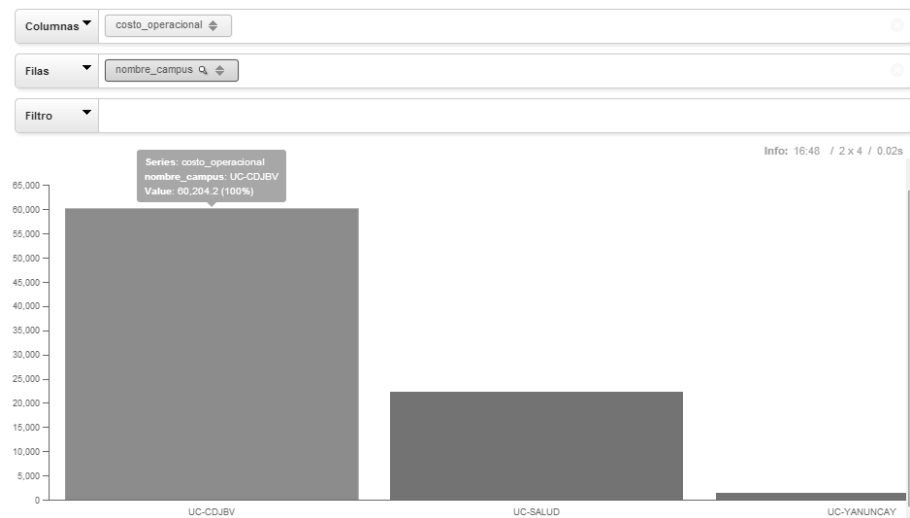 Columnas costo_operacional
Filas nombre_campus
Filtro
Info: 16:48 / 2 x 4 / 0.02s
Series: costo_operacional
nombre_campus: UC-CDJBV
Value: 60,204.2 (100%)
65,000
60,000
55,000
50,000
45,000
40,000
35,000
30,000
25,000
20,000
15,000
10,000
5,000
0
UC-CDJBV UC-SALUD UC-YANUNCAY